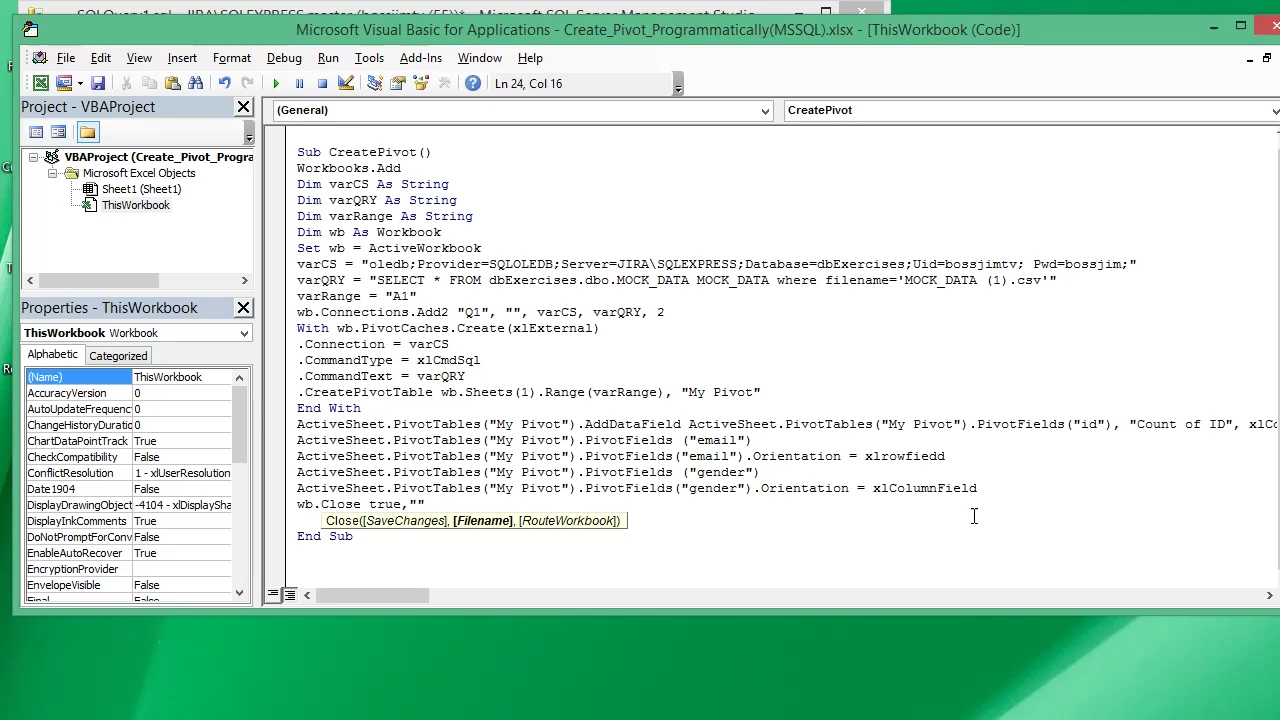 Microsoft Visual Basic for Applications - Create_Pivot_Programmatically(MSSQL).xlsx - [ThisWorkbook (Code)]
File Edit View Insert Format Debug Run Tools Add-Ins Window Help
Ln 24, Col 16
Project - VBAProject
(General)
CreatePivot
VBAProject (Create_Pivot_Progra
Microsoft Excel Objects
Sheet1 (Sheet1)
ThisWorkbook
Properties - ThisWorkbook
ThisWorkbook Workbook
Alphabetic Categorized
(Name) ThisWorkbook
AccuracyVersion 0
AutoUpdateFrequenc 0
ChangeHistoryDuratio 0
ChartDataPointTrack True
CheckCompatibility False
ConflictResolution 1 - xlUserResolution
Date1904 False
DisplayDrawingObject -4104 - xlDisplaySha
DisplayInkComments True
DoNotPromptForConv False
EnableAutoRecover True
EncryptionProvider
EnvelopeVisible False
Final False
Sub CreatePivot()
Workbooks.Add
Dim varCS As String
Dim varQRY As String
Dim varRange As String
Dim wb As Workbook
Set wb = ActiveWorkbook
varCS = "oledb;Provider=SQLOLEDB;Server=JIRA\SQLEXPRESS;Database=dbExercises;Uid=bossjimtv; Pwd=bossjim;"
varQRY = "SELECT * FROM dbExercises.dbo.MOCK_DATA MOCK_DATA where filename='MOCK_DATA (1).csv'"
varRange = "A1"
wb.Connections.Add2 "Q1", "", varCS, varQRY, 2
With wb.PivotCaches.Create(xlExternal)
.Connection = varCS
.CommandType = xlCmdSql
.CommandText = varQRY
.CreatePivotTable wb.Sheets(1).Range(varRange), "My Pivot"
End With
ActiveSheet.PivotTables("My Pivot").AddDataField ActiveSheet.PivotTables("My Pivot").PivotFields("id"), "Count of ID", xlCo
ActiveSheet.PivotTables("My Pivot").PivotFields ("email")
ActiveSheet.PivotTables("My Pivot").PivotFields("email").Orientation = xlrowfiedd
ActiveSheet.PivotTables("My Pivot").PivotFields ("gender")
ActiveSheet.PivotTables("My Pivot").PivotFields("gender").Orientation = xlColumnField
wb.Close true,""
Close([SaveChanges], [Filename], [RouteWorkbook])
End Sub